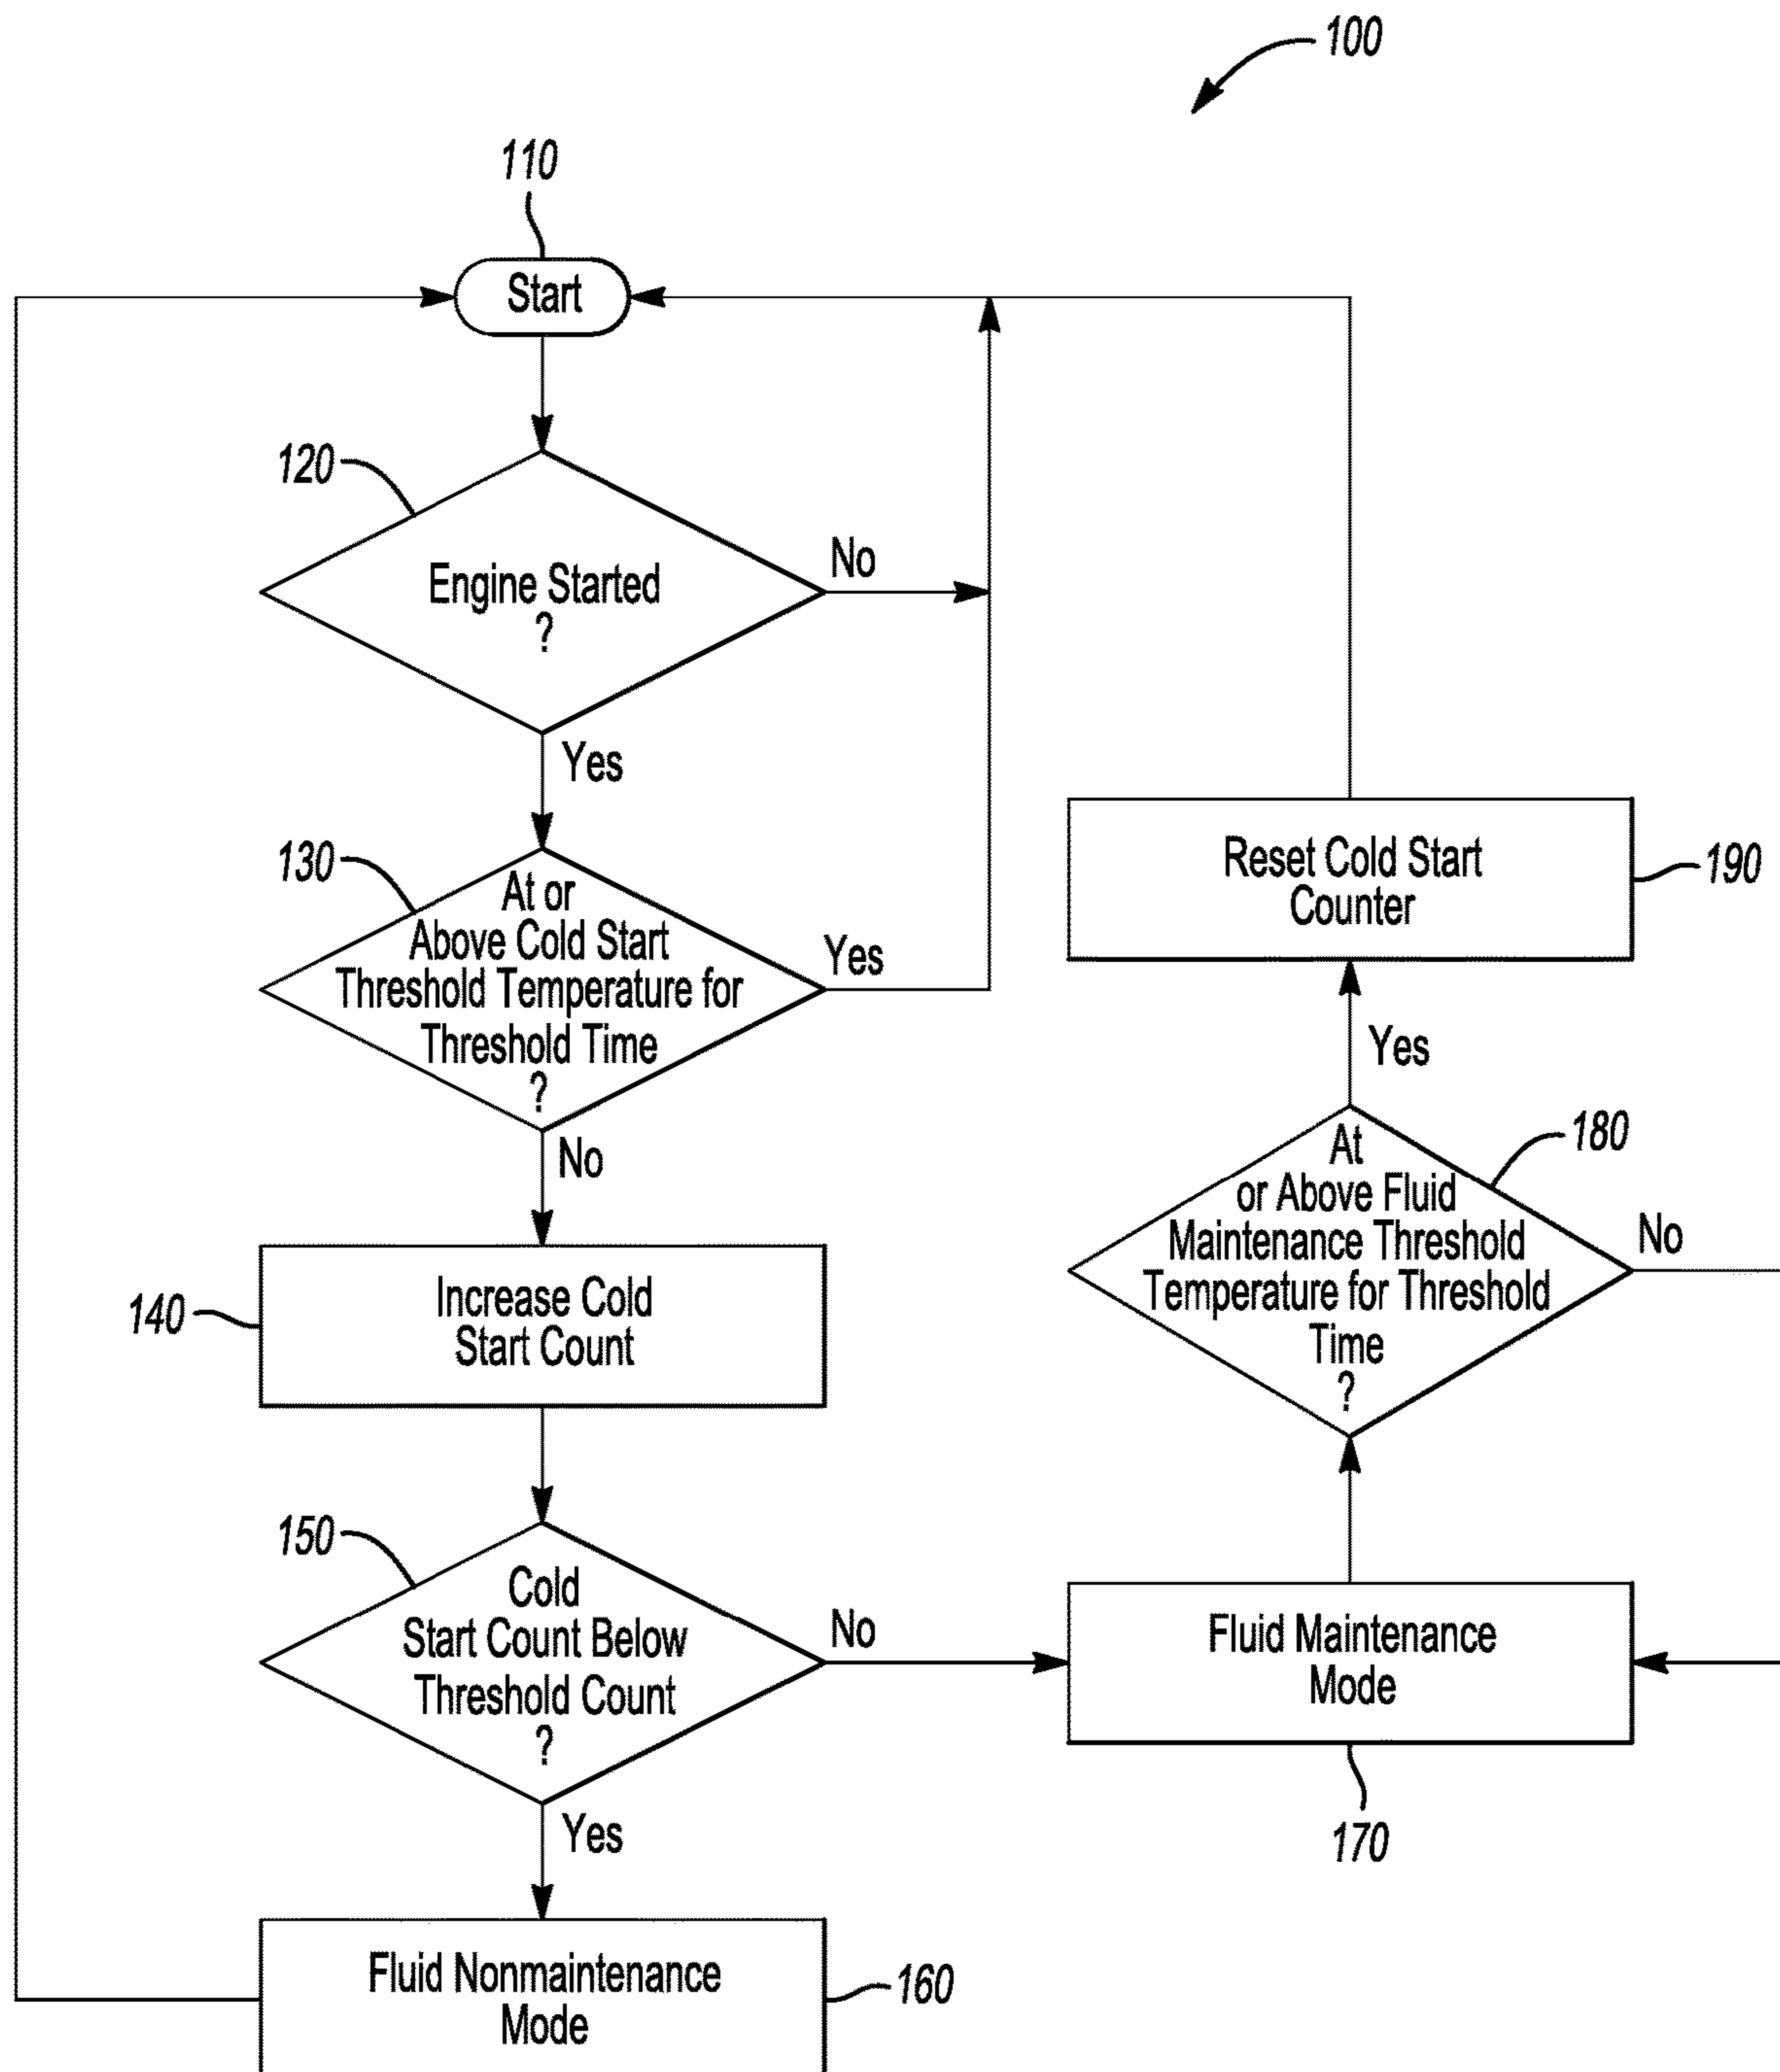 100
110
Start
120
Engine Started
?
No
Yes
130
At or
Above Cold Start
Threshold Temperature for
Threshold Time
?
Yes
No
140
Increase Cold
Start Count
150
Cold
Start Count Below
Threshold Count
?
No
Yes
Fluid Nonmaintenance
Mode
160
Reset Cold Start
Counter
190
Yes
180
At
or Above Fluid
Maintenance Threshold
Temperature for Threshold
Time
?
No
Fluid Maintenance
Mode
170